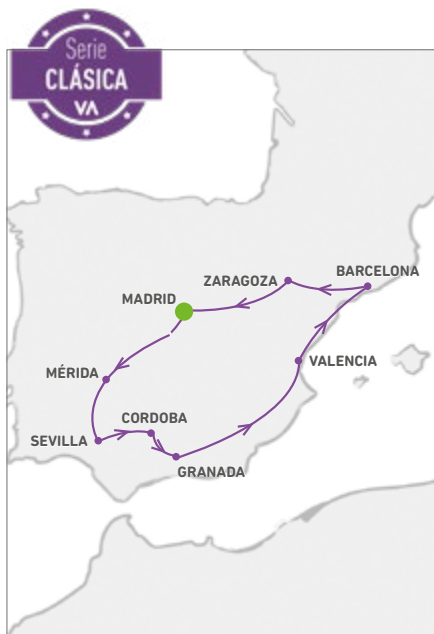 Serie
CLÁSICA
VA
ZARAGOZA
BARCELONA
MADRID
VALENCIA
MÉRIDA
CORDOBA
SEVILLA
GRANADA